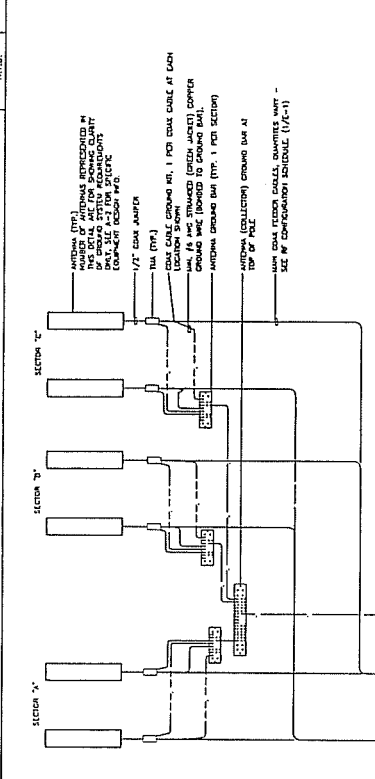 SECTOR "A"
SECTOR "B"
SECTOR "C"
ANTENNA (TYP.)
NUMBER OF ANTENNAS REPRESENTED IN
THIS DETAIL ARE FOR SHOWING CLARITY
OF GROUND SYSTEM REQUIREMENTS
ONLY, SEE A-2 FOR SPECIFIC
EQUIPMENT DESIGN INFO.
1/2" COAX JUMPER
TMA (TYP.)
COAX CABLE GROUND KIT, 1 PER COAX CABLE AT EACH
LOCATION SHOWN
#6 AWG STRANDED (GREEN JACKET) COPPER
GROUND WIRE (BONDED TO GROUND BAR).
ANTENNA GROUND BAR (TYP. 1 PER SECTOR)
ANTENNA (COLLECTOR) GROUND BAR AT
TOP OF POLE
MAIN COAX FEEDER CABLES, QUANTITIES VARY -
SEE RF CONFIGURATION SCHEDULE. (1/E-1)